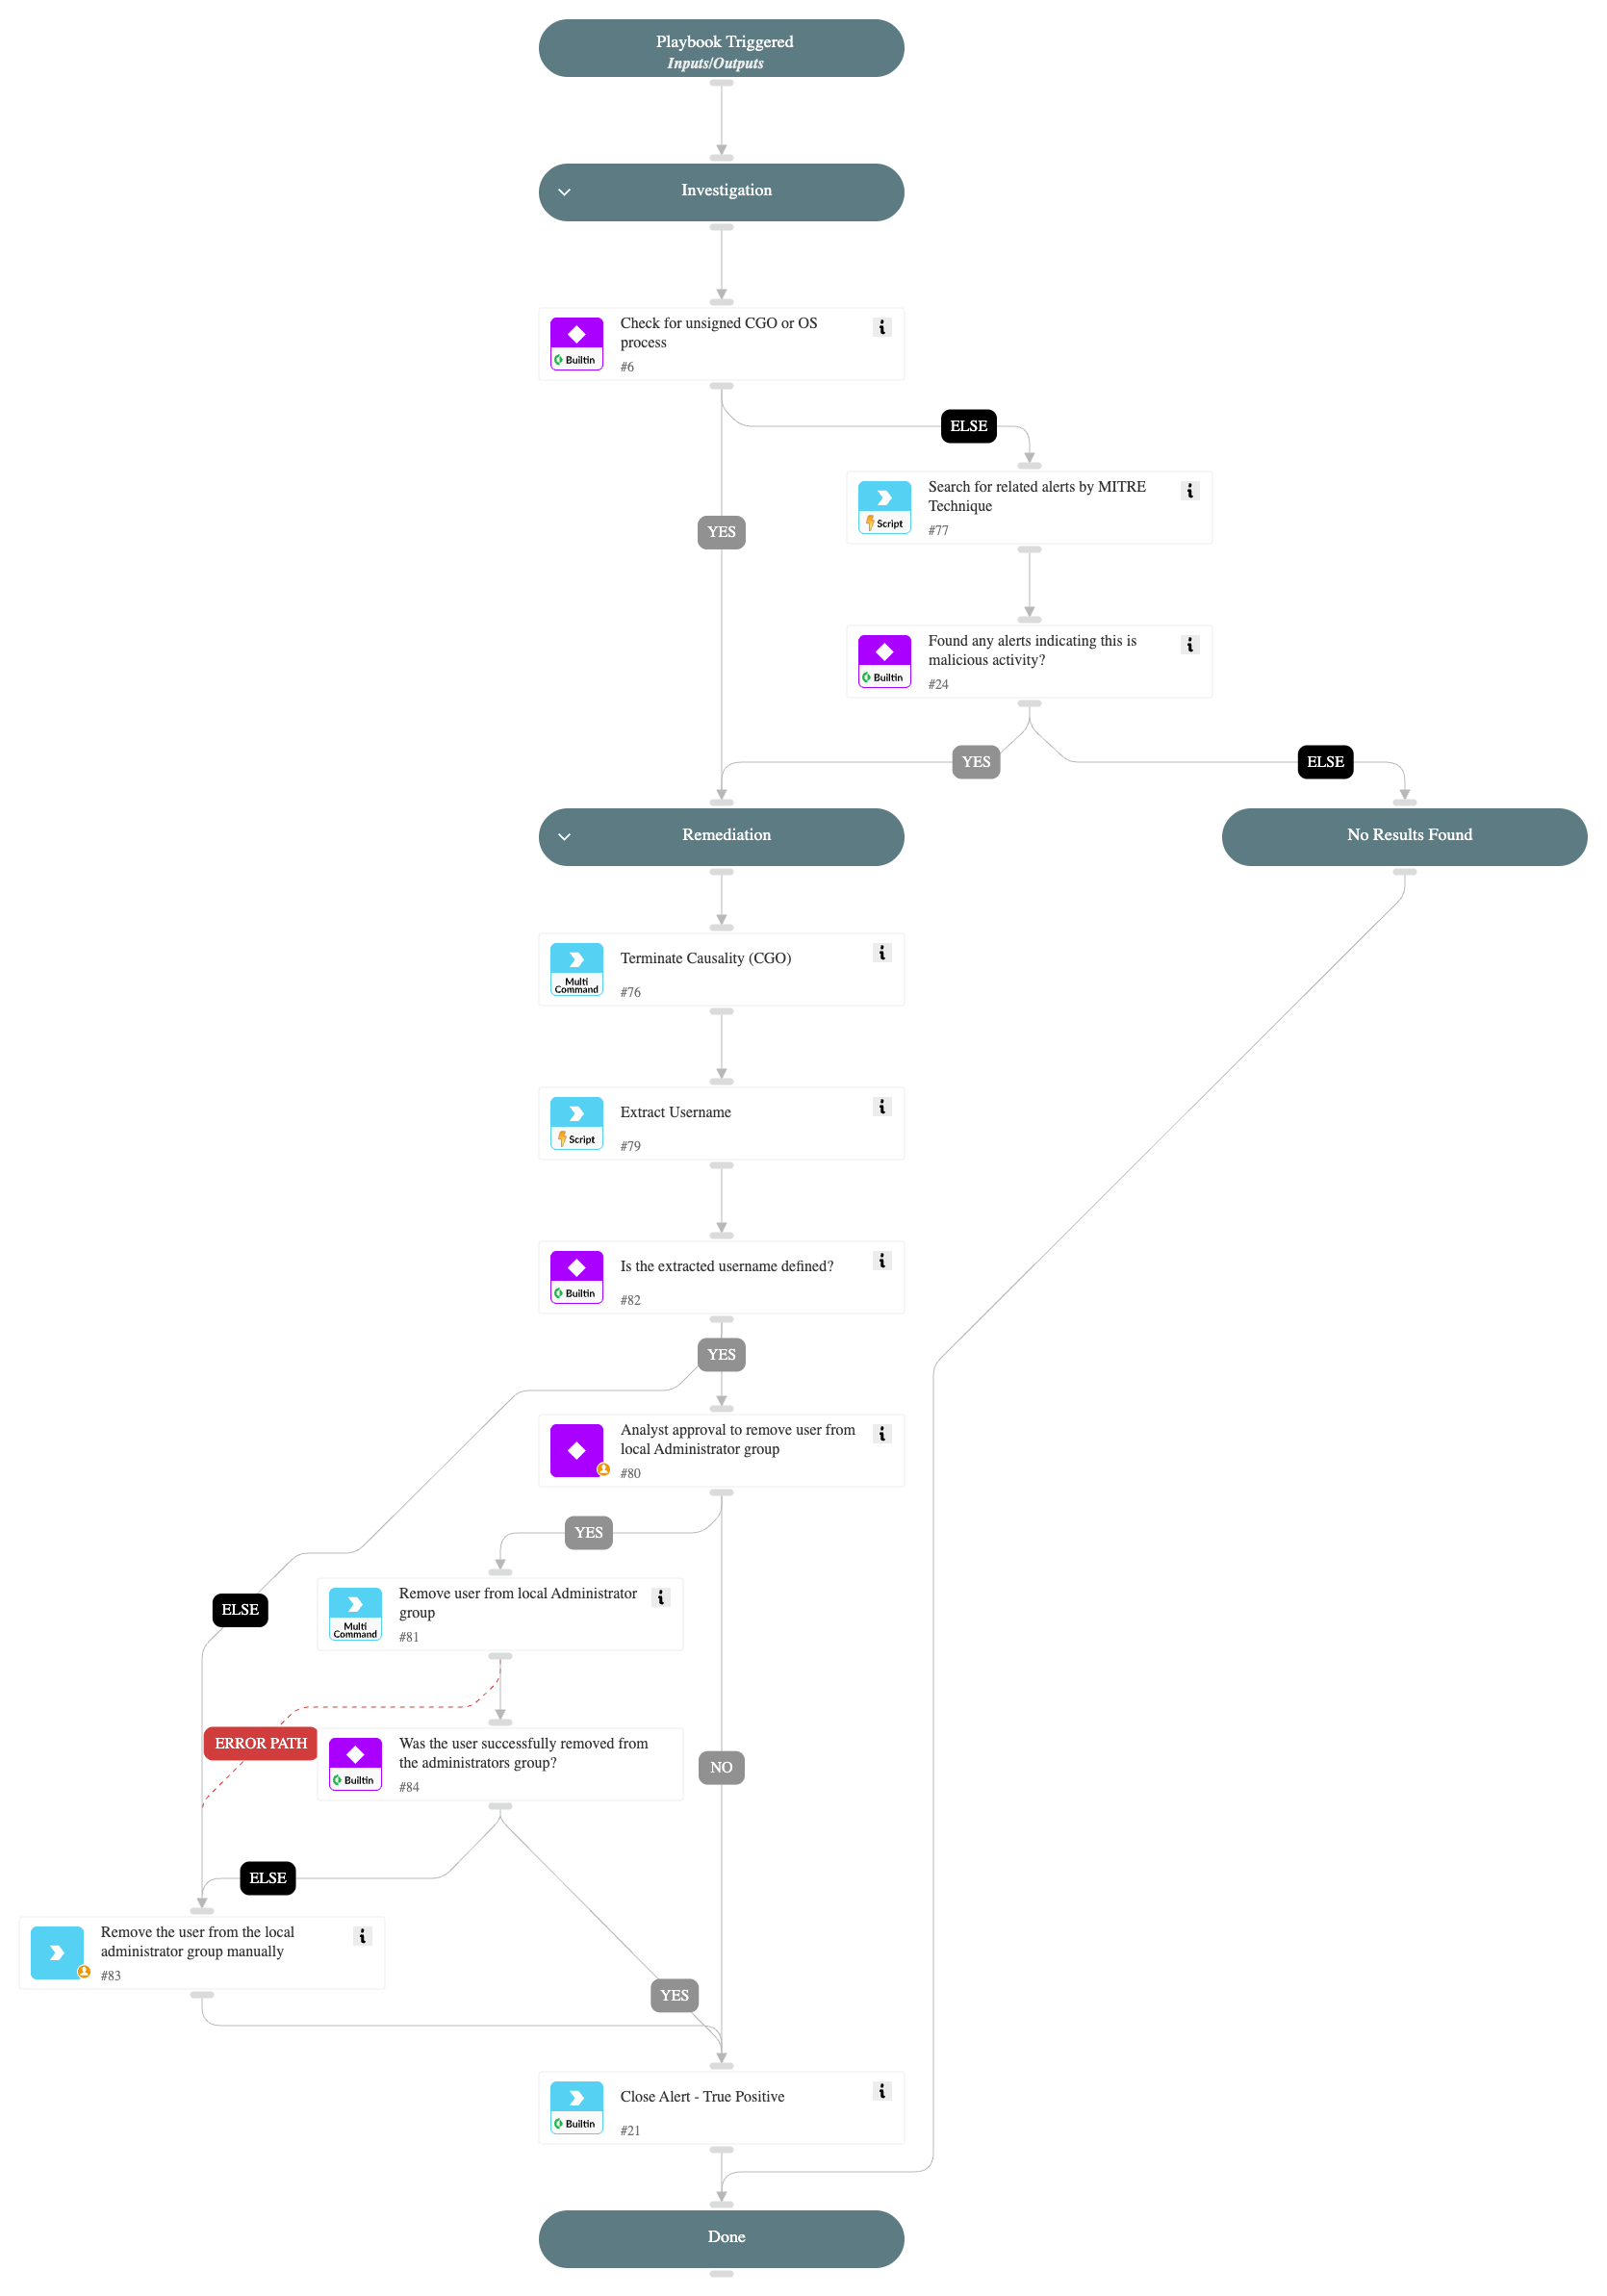 Playbook Triggered
Inputs/Outputs
Investigation
Check for unsigned CGO or OS
process
Builtin
#6
ELSE
YES
Search for related alerts by MITRE
Technique
Script
#77
Found any alerts indicating this is
malicious activity?
Builtin
#24
YES
ELSE
Remediation
No Results Found
Terminate Causality (CGO)
Multi
Command
#76
Extract Username
Script
#79
Is the extracted username defined?
Builtin
#82
YES
Analyst approval to remove user from
local Administrator group
#80
YES
ELSE
Remove user from local Administrator
group
Multi
Command
#81
ERROR PATH
Was the user successfully removed from
the administrators group?
Builtin
#84
NO
ELSE
Remove the user from the local
administrator group manually
#83
YES
Close Alert - True Positive
Builtin
#21
Done